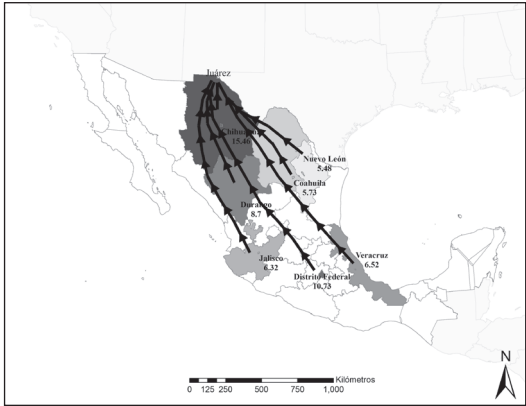 Juárez
Chihuahua
15.46
Nuevo León
5.48
Coahuila
5.73
Durango
8.7
Veracruz
6.52
Jalisco
6.32
Distrito Federal
10.73
N
Kilómetros
0 125 250 500 750 1,000